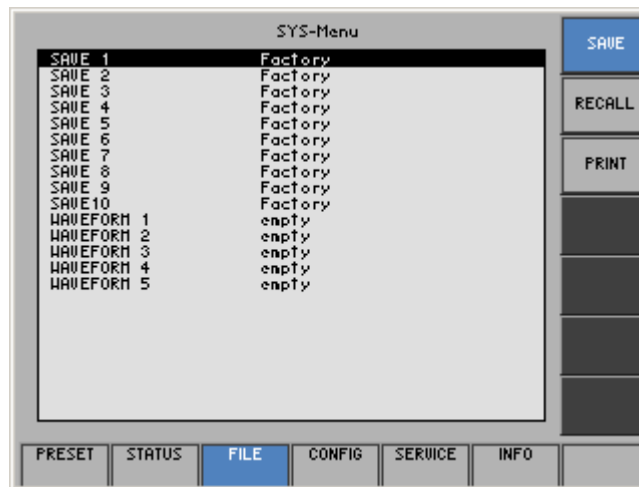 SYS-Menu
SAVE 1 Factory
SAVE 2 Factory
SAVE 3 Factory
SAVE 4 Factory
SAVE 5 Factory
SAVE 6 Factory
SAVE 7 Factory
SAVE 8 Factory
SAVE 9 Factory
SAVE10 Factory
WAVEFORM 1 empty
WAVEFORM 2 empty
WAVEFORM 3 empty
WAVEFORM 4 empty
WAVEFORM 5 empty
SAVE
RECALL
PRINT
PRESET STATUS FILE CONFIG SERVICE INFO